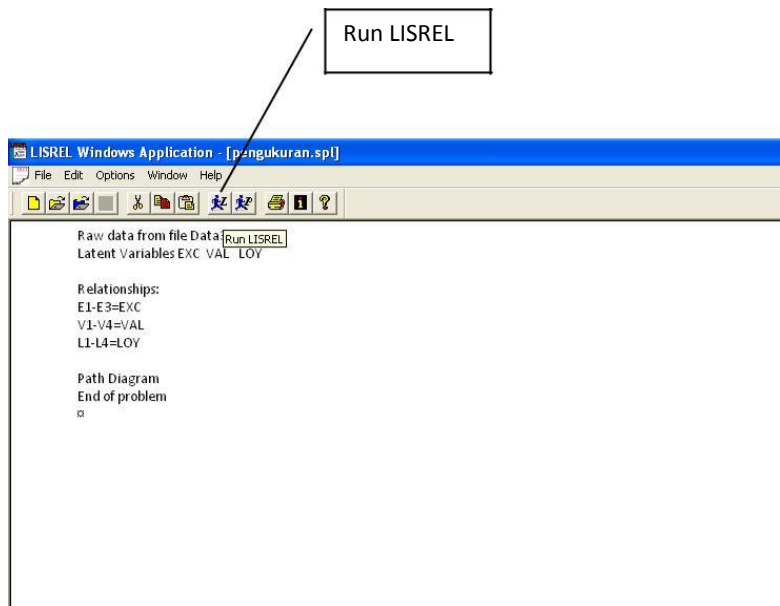 Run LISREL
LISREL Windows Application - [pengukuran.spl]
File Edit Options Window Help
Raw data from file Data
Run LISREL
Latent Variables EXC VAL LOY
Relationships:
E1-E3=EXC
V1-V4=VAL
L1-L4=LOY
Path Diagram
End of problem